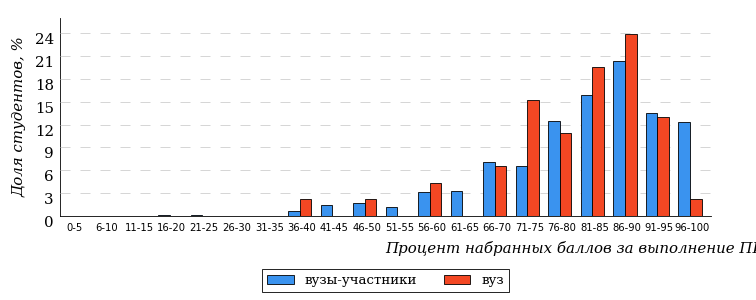 Доля студентов, %
24
21
18
15
12
9
6
3
0
0-5 6-10 11-15 16-20 21-25 26-30 31-35 36-40 41-45 46-50 51-55 56-60 61-65 66-70 71-75 76-80 81-85 86-90 91-95 96-100
Процент набранных баллов за выполнение
вузы-участники вуз